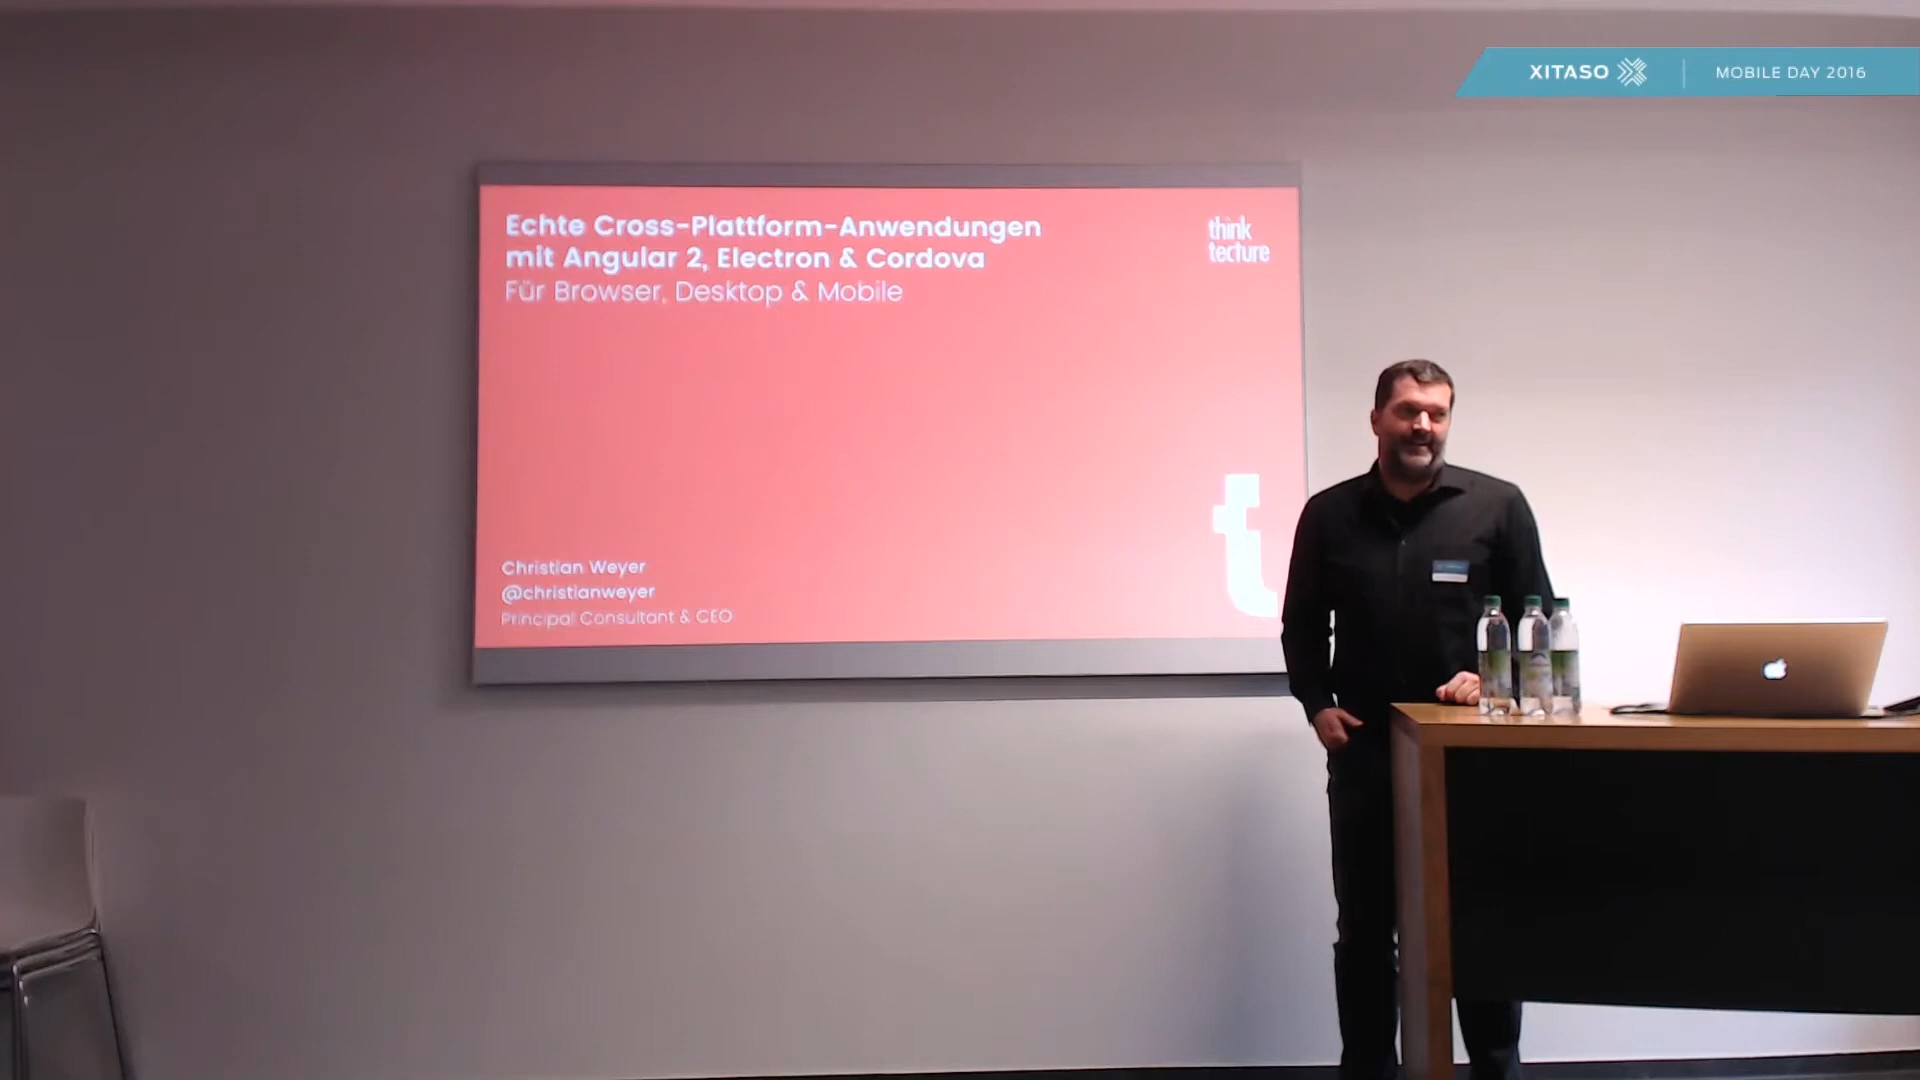 XITASO
MOBILE DAY 2016
Echte Cross-Plattform-Anwendungen
mit Angular 2, Electron & Cordova
Für Browser, Desktop & Mobile
think
tecture
t
Christian Weyer
@christianweyer
Principal Consultant & CEO